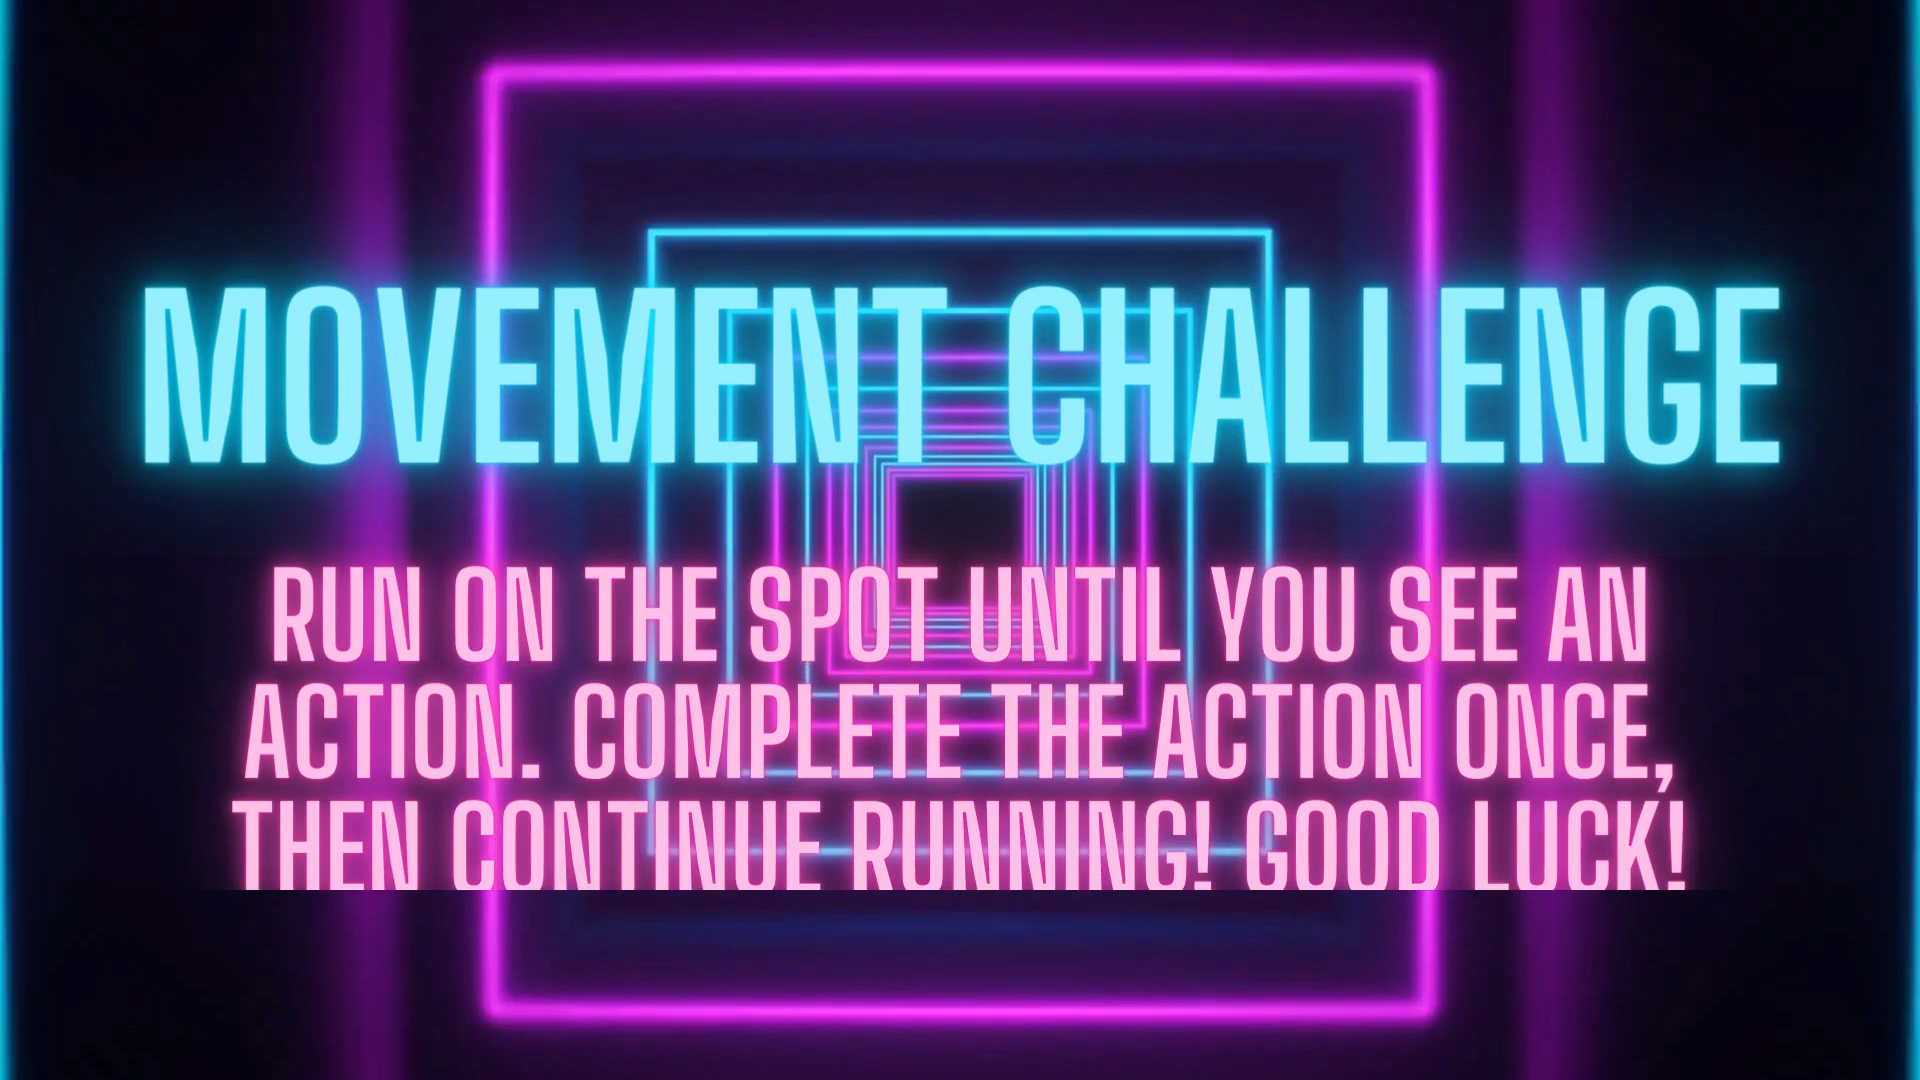 MOVEMENT CHALLENGE
RUN ON THE SPOT UNTIL YOU SEE AN
ACTION. COMPLETE THE ACTION ONCE,
THEN CONTINUE RUNNING! GOOD LUCK!